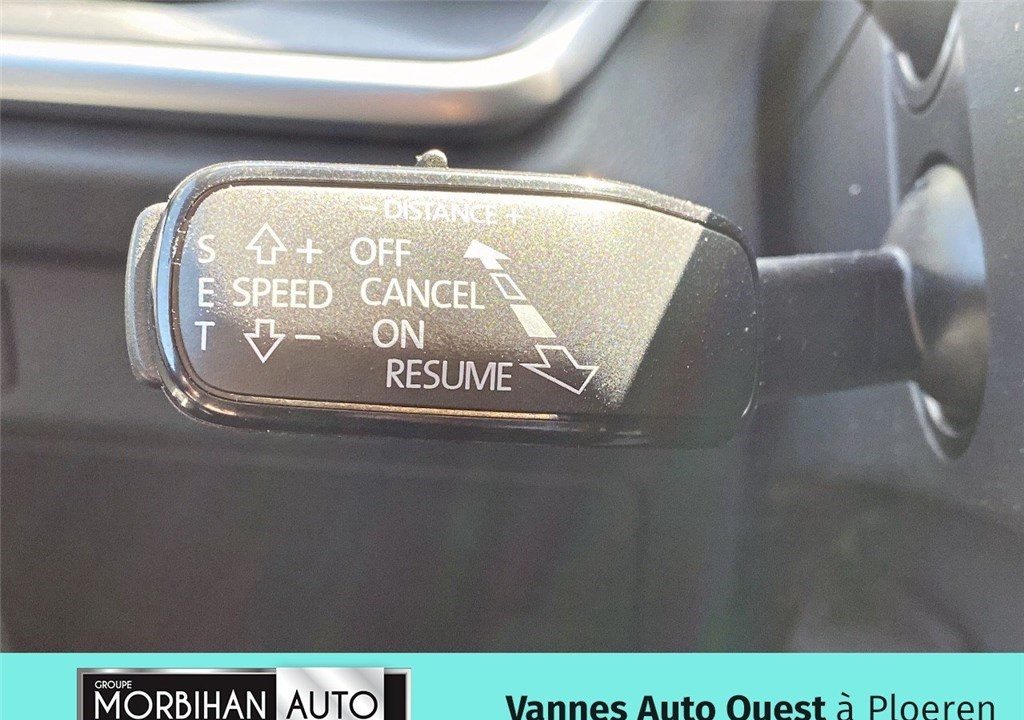 - DISTANCE +
S + OFF
E SPEED CANCEL
T - ON
RESUME
GROUPE
MORBIHAN AUTO
Vannes Auto Ouest à Ploeren